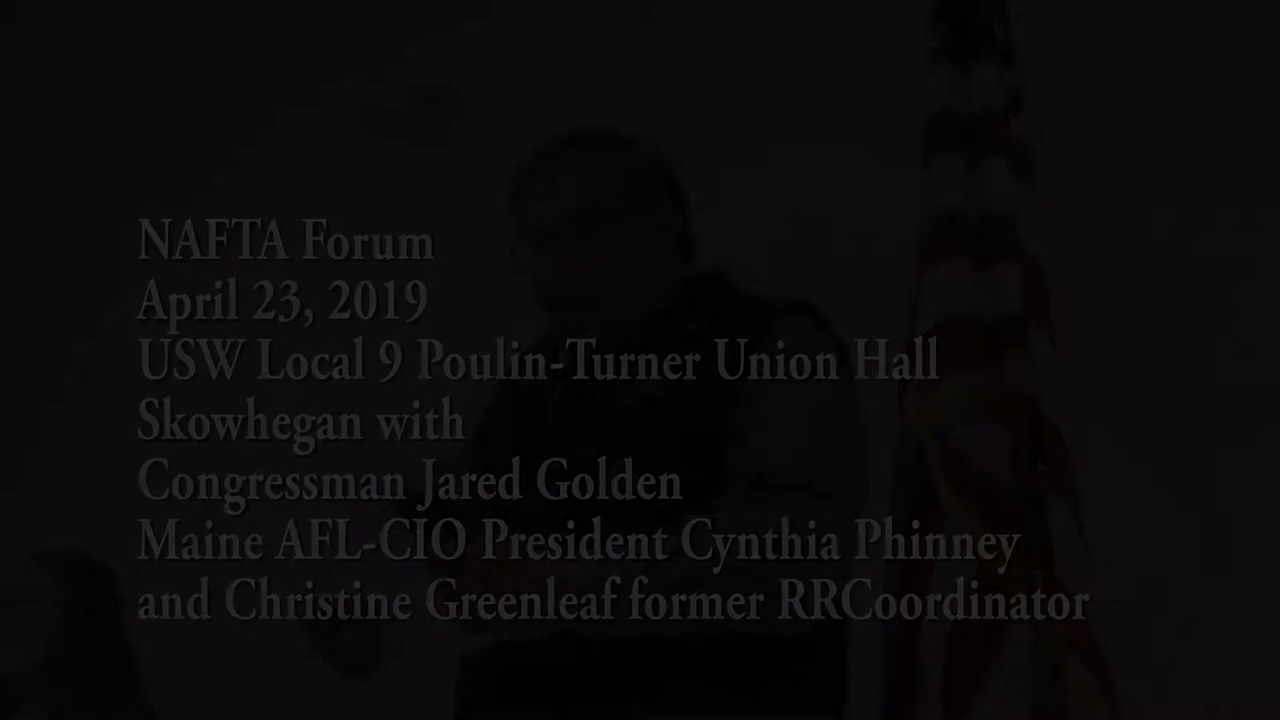 NAFTA Forum
April 23, 2019
USW Local 9 Poulin-Turner Union Hall
Skowhegan with
Congressman Jared Golden
Maine AFL-CIO President Cynthia Phinney
and Christine Greenleaf former RRCoordinator